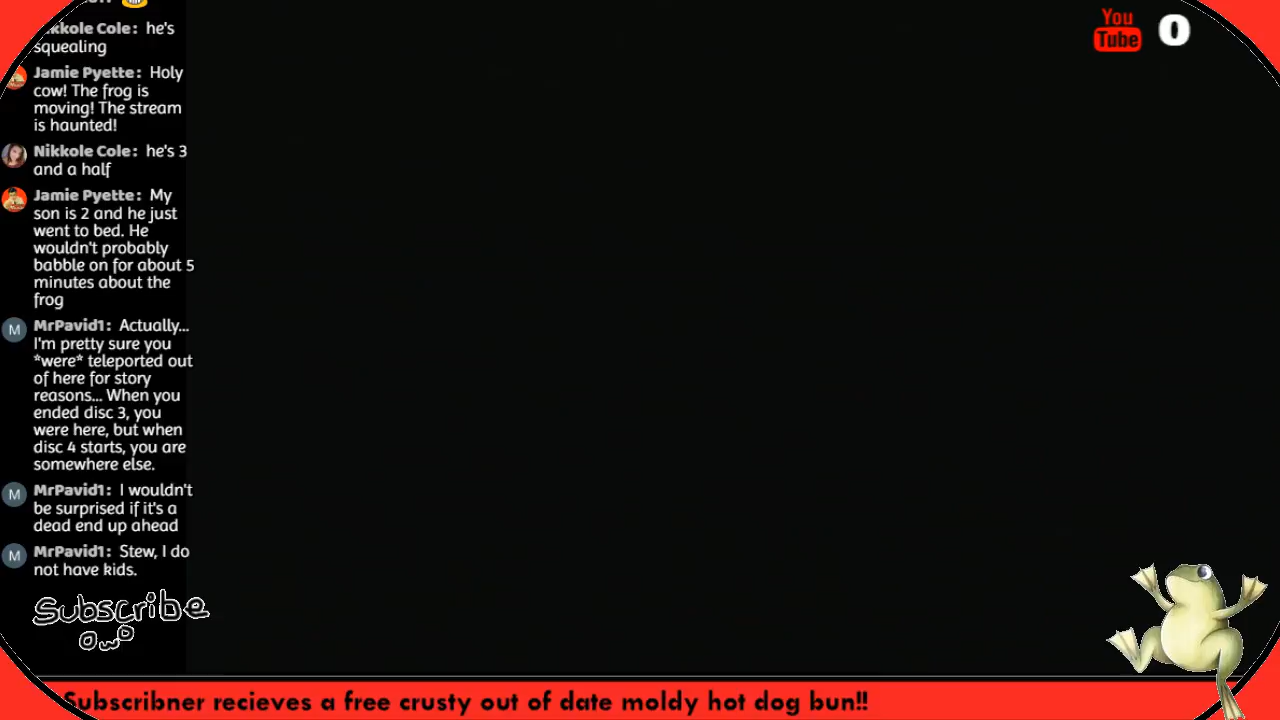 Nikkole Cole: he's
squealing
Jamie Pyette: Holy
cow! The frog is
moving! The stream
is haunted!
Nikkole Cole: he's 3
and a half
Jamie Pyette: My
son is 2 and he just
went to bed. He
wouldn't probably
babble on for about 5
minutes about the
frog
M MrPavid1: Actually...
I'm pretty sure you
*were* teleported out
of here for story
reasons... When you
ended disc 3, you
were here, but when
disc 4 starts, you are
somewhere else.
M MrPavid1: I wouldn't
be surprised if it's a
dead end up ahead
M MrPavid1: Stew, I do
not have kids.
Subscribe
OwO
You
Tube 0
Subscribner recieves a free crusty out of date moldy hot dog bun!!